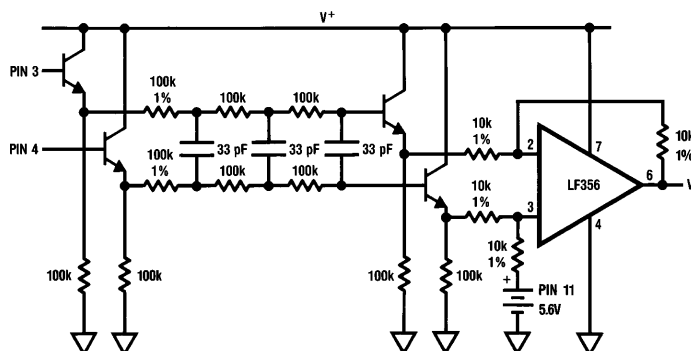 V+
PIN 3
100k
1%
100k
100k
PIN 4
100k
1%
33 pF
33 pF
33 pF
100k
100k
10k
1%
2
7
10k
1%
LF356
6
V
10k
1%
3
4
10k
1%
100k
100k
100k
100k
+
PIN 11
5.6V